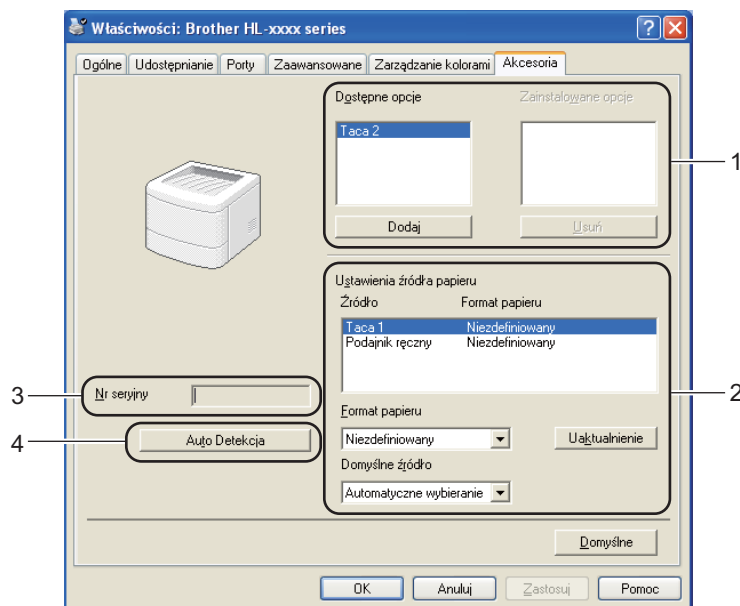 Właściwości: Brother HL-xxxx series
Ogólne Udostępnianie Porty Zaawansowane Zarządzanie kolorami Akcesoria
Dostępne opcje Zainstalowane opcje
Taca 2
1
Dodaj Usuń
Ustawienia źródła papieru
Źródło Format papieru
Taca 1 Niezdefiniowany
Podajnik ręczny Niezdefiniowany
3 Nr seryjny 2
Format papieru
4 Auto Detekcja Niezdefiniowany Uaktualnienie
Domyślne źródło
Automatyczne wybieranie
Domyślne
OK Anuluj Zastosuj Pomoc